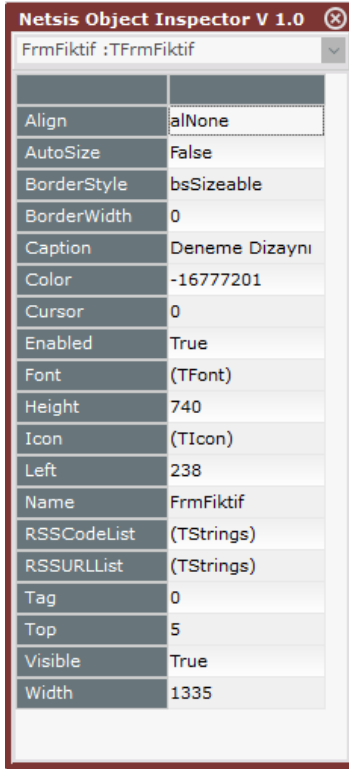 Netsis Object Inspector V 1.0
FrmFiktif :TFrmFiktif
Align alNone
AutoSize False
BorderStyle bsSizeable
BorderWidth 0
Caption Deneme Dizaynı
Color -16777201
Cursor 0
Enabled True
Font (TFont)
Height 740
Icon (TIcon)
Left 238
Name FrmFiktif
RSSCodeList (TStrings)
RSSURLList (TStrings)
Tag 0
Top 5
Visible True
Width 1335